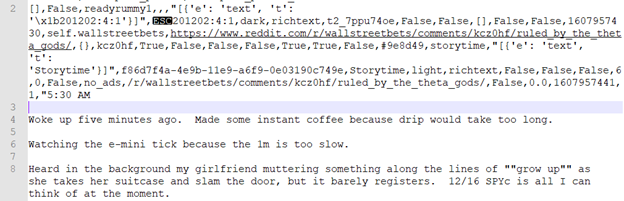 2 [],False,readyrummy1,,,"[{'e': 'text', 't':
'\x1b201202:4:1'}]",ESC201202:4:1,dark,richtext,t2_7ppu74oe,False,False,[],False,False,16079574
30,self.wallstreetbets,https://www.reddit.com/r/wallstreetbets/comments/kcz0hf/ruled_by_the_thet
a_gods/,{},kcz0hf,True,False,False,False,True,True,False,#9e8d49,storytime,"[{'e': 'text',
't':
'Storytime'}]",f86d7f4a-4e9b-11e9-a6f9-0e03190c749e,Storytime,light,richtext,False,False,False,6
,0,False,no_ads,/r/wallstreetbets/comments/kcz0hf/ruled_by_the_theta_gods/,False,0.0,1607957441,
1,"5:30 AM
3
4 Woke up five minutes ago.  Made some instant coffee because drip would take too long.
5
6 Watching the e-mini tick because the 1m is too slow.
7
8 Heard in the background my girlfriend muttering something along the lines of ""grow up"" as
she takes her suitcase and slam the door, but it barely registers.  12/16 SPYc is all I can
think of at the moment.